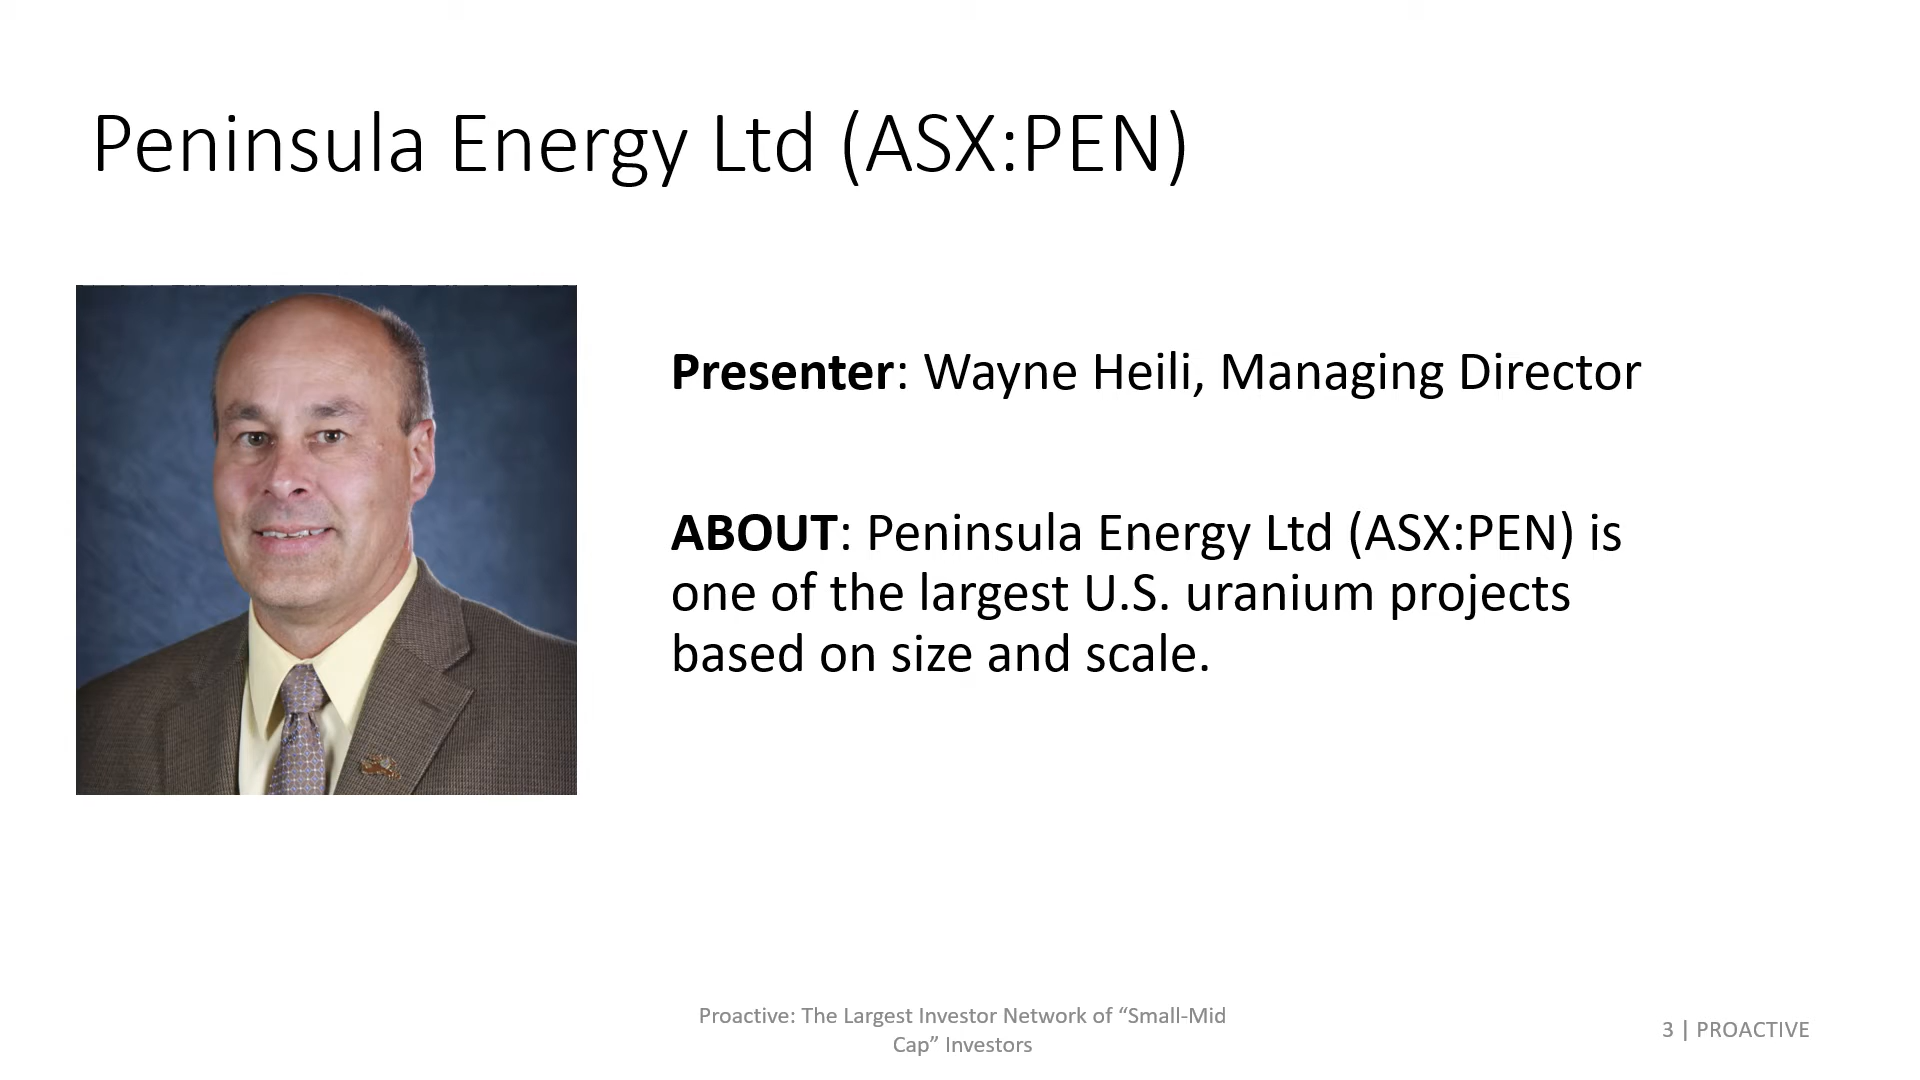 Peninsula Energy Ltd (ASX:PEN)
Presenter: Wayne Heili, Managing Director
ABOUT: Peninsula Energy Ltd (ASX:PEN) is
one of the largest U.S. uranium projects
based on size and scale.
Proactive: The Largest Investor Network of “Small-Mid
Cap” Investors
3 | PROACTIVE